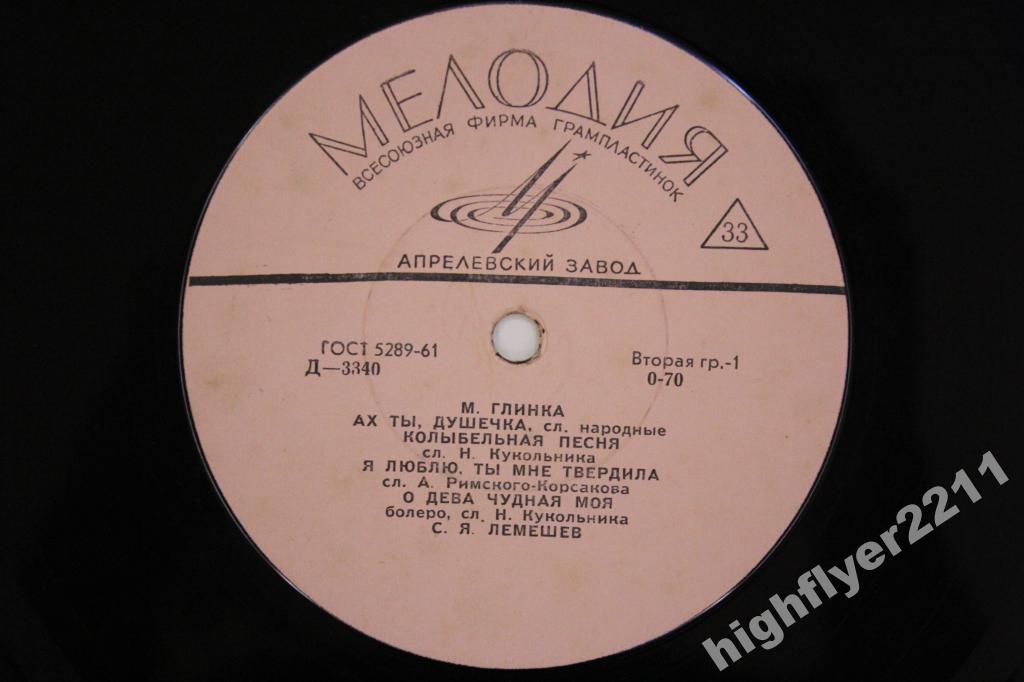 МЕЛОДИЯ
ВСЕСОЮЗНАЯ ФИРМА ГРАМПЛАСТИНОК
33
АПРЕЛЕВСКИЙ ЗАВОД
ГОСТ 5289-61
Д—3340
Вторая гр.-1
0-70
М. ГЛИНКА
АХ ТЫ, ДУШЕЧКА, сл. народные
КОЛЫБЕЛЬНАЯ ПЕСНЯ
сл. Н. Кукольника
Я ЛЮБЛЮ, ТЫ МНЕ ТВЕРДИЛА
сл. А. Римского-Корсакова
О ДЕВА ЧУДНАЯ МОЯ
болеро, сл. Н. Кукольника
С. Я. ЛЕМЕШЕВ
highflyer2211